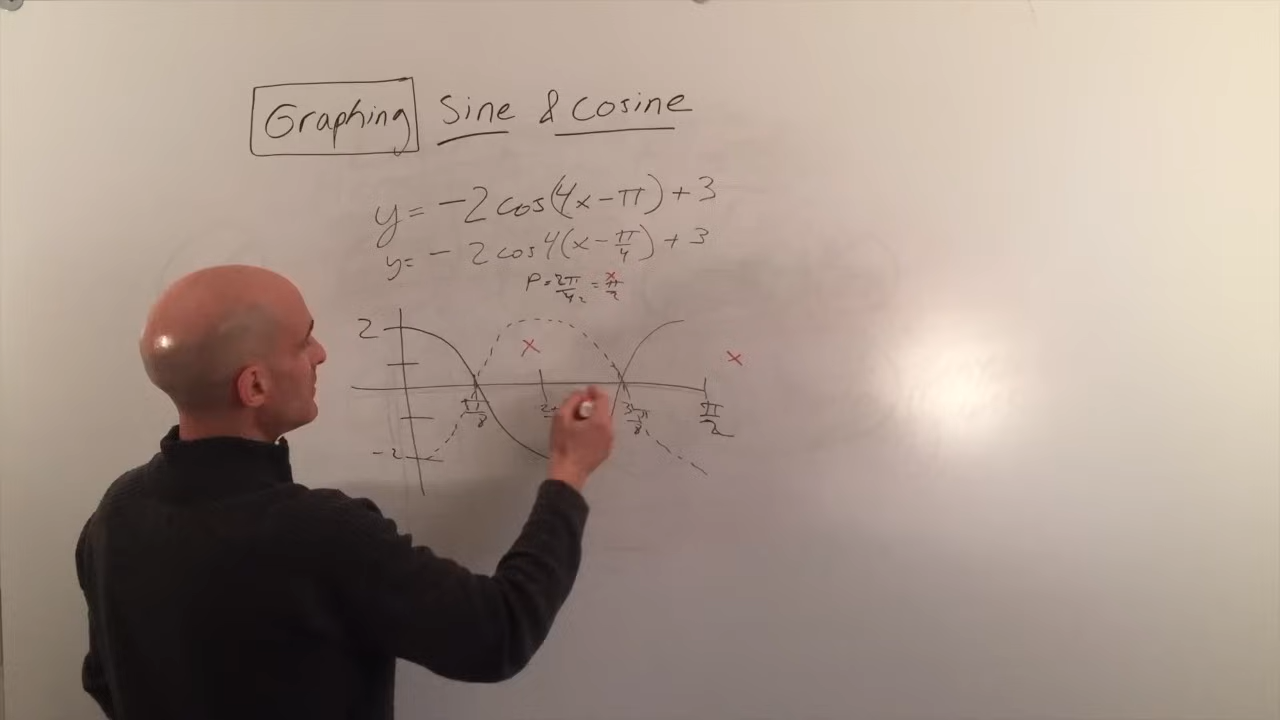 Graphing Sine & Cosine
y = -2 cos(4x - π) + 3
y = - 2 cos 4(x - π/4) + 3
P = 2π/4 2 = π/2
2
x
x
π/8
3π/8
π/2
-2